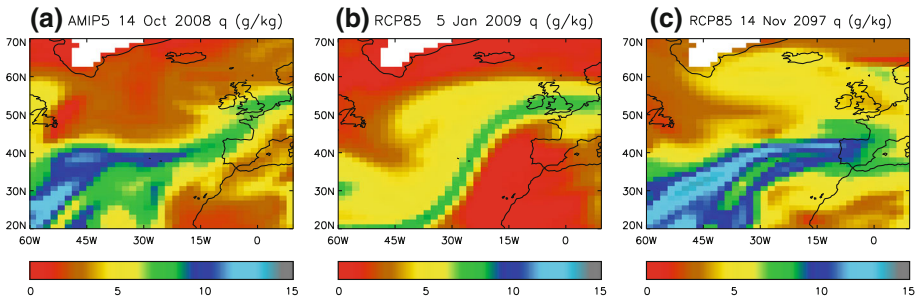 (a) AMIP5 14 Oct 2008 q (g/kg)
(b) RCP85 5 Jan 2009 q (g/kg)
(c) RCP85 14 Nov 2097 q (g/kg)
70N
60N
50N
40N
30N
20N
60W 45W 30W 15W 0
70N
60N
50N
40N
30N
20N
60W 45W 30W 15W 0
70N
60N
50N
40N
30N
20N
60W 45W 30W 15W 0
0 5 10 15
0 5 10 15
0 5 10 15